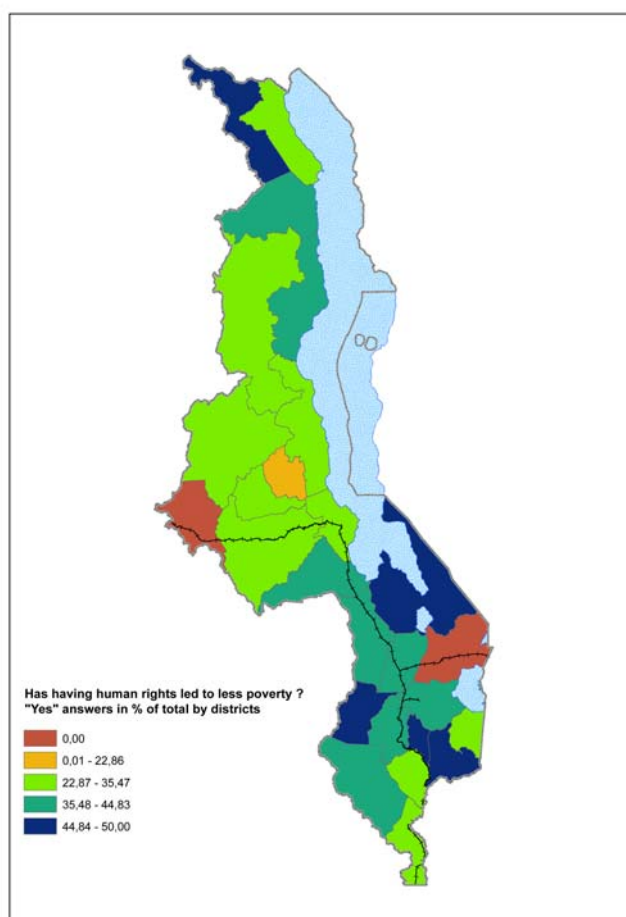 Has having human rights led to less poverty ?
"Yes" answers in % of total by districts
0,00
0,01 - 22,86
22,87 - 35,47
35,48 - 44,83
44,84 - 50,00